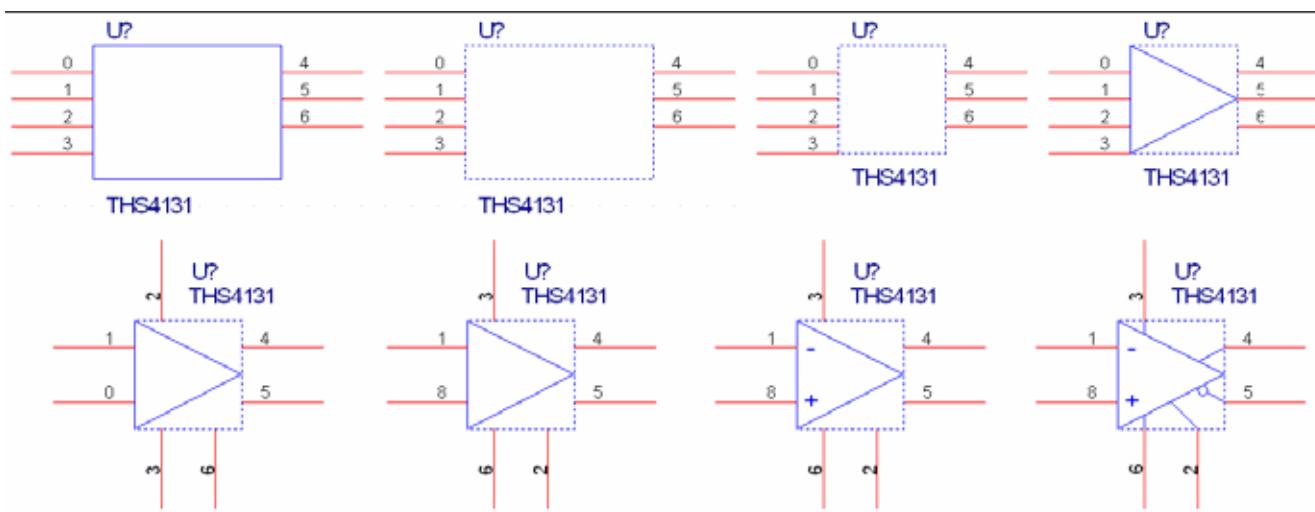 U? U? U? U?
0 4 0 4 0 4 0 4
1 5 1 5 1 5 1 5
2 6 2 6 2 6 2 6
3 3 3 3
THS4131 THS4131
THS4131 THS4131
U? U? U? U?
2 THS4131 3 THS4131 3 THS4131 3 THS4131
1 4 1 4 1 - 4 1 - 4
0 5 8 5 8 + 5 8 + 5
3 6 6 2 6 2 6 2